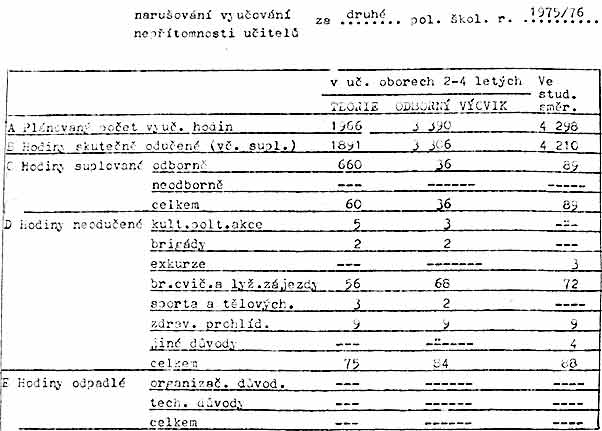 narušování vyučování za druhé pol. škol. r. 1975/76
nepřítomnosti učitelů
v uč. oborech 2-4 letých Ve
stud.
TEORIE ODBORNÝ VÝCVIK směr.
A Plánovaný počet vyuč. hodin 1966 3 390 4 298
B Hodiny skutečně odučené (vč. supl.) 1891 3 306 4 210
C Hodiny suplované odborně 660 36 89
neodborně --- ------ -----
celkem 60 36 89
D Hodiny neodučené kult.polt.akce 5 3 ---
brigády 2 2 ---
exkurze --- ------- 3
br.cvič.a lyž.zájezdy 56 68 72
sporta a tělových. 3 2 ----
zdrav. prohlíd. 9 9 9
jiné důvody --- ------ 4
celkem 75 84 88
E Hodiny odpadlé organizač. důvod. --- ------ ----
tech. důvody --- ------ ----
celkem --- ------ ----